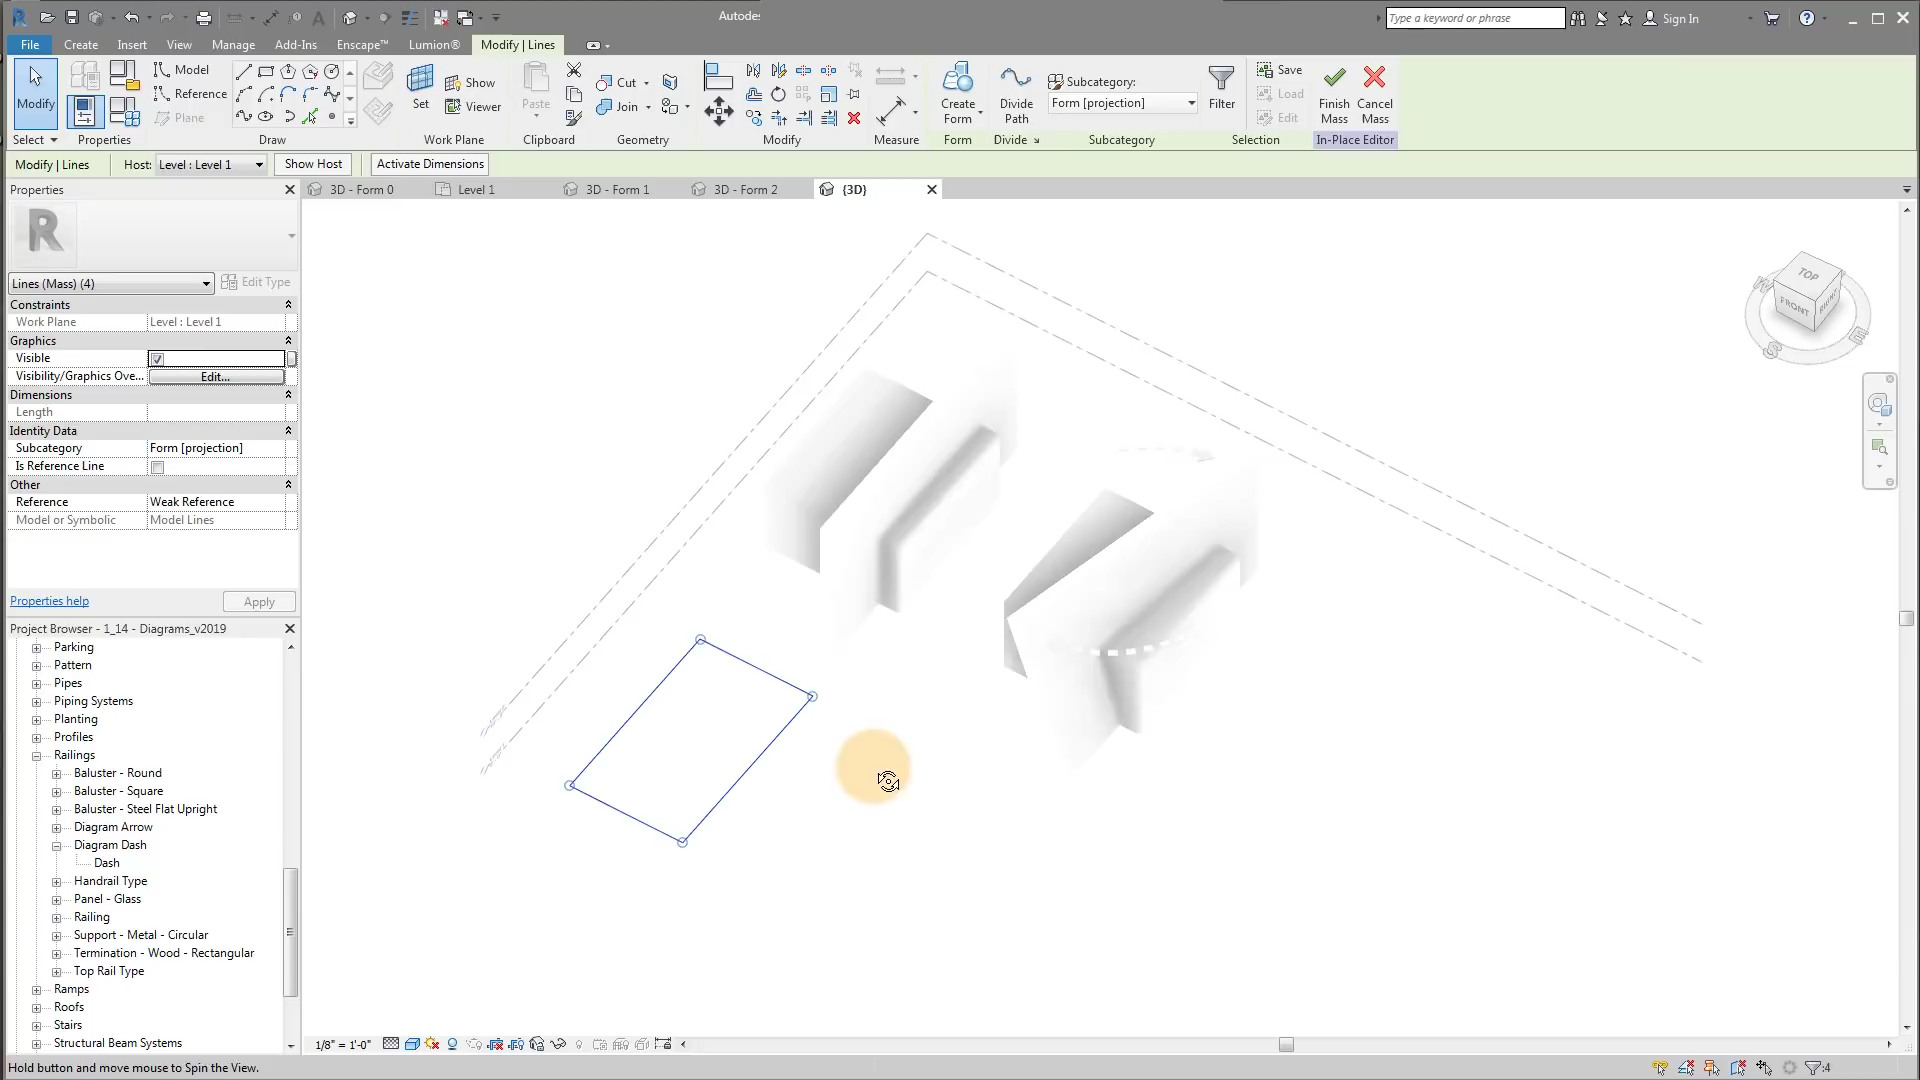 Autodes
Type a keyword or phrase
Sign In
File
Create
Insert
View
Manage
Add-Ins
Enscape™
Lumion®
Modify | Lines
Modify
Model
Reference
Plane
Set
Show
Viewer
Paste
Cut
Join
Create Form
Divide Path
Subcategory:
Form [projection]
Filter
Save
Load
Edit
Finish Mass
Cancel Mass
Select
Properties
Draw
Work Plane
Clipboard
Geometry
Modify
Measure
Form
Divide
Subcategory
Selection
In-Place Editor
Modify | Lines
Host:
Level : Level 1
Show Host
Activate Dimensions
Properties
3D - Form 0
Level 1
3D - Form 1
3D - Form 2
{3D}
R
Lines (Mass) (4)
Edit Type
Constraints
Work Plane
Level : Level 1
Graphics
Visible
Visibility/Graphics Ove...
Edit...
Dimensions
Length
Identity Data
Subcategory
Form [projection]
Is Reference Line
Other
Reference
Weak Reference
Model or Symbolic
Model Lines
Properties help
Apply
Project Browser - 1_14 - Diagrams_v2019
Parking
Pattern
Pipes
Piping Systems
Planting
Profiles
Railings
Baluster - Round
Baluster - Square
Baluster - Steel Flat Upright
Diagram Arrow
Diagram Dash
Dash
Handrail Type
Panel - Glass
Railing
Support - Metal - Circular
Termination - Wood - Rectangular
Top Rail Type
Ramps
Roofs
Stairs
Structural Beam Systems
TOP
FRONT
RIGHT
W
S
E
1/8" = 1'-0"
Hold button and move mouse to Spin the View.
:4